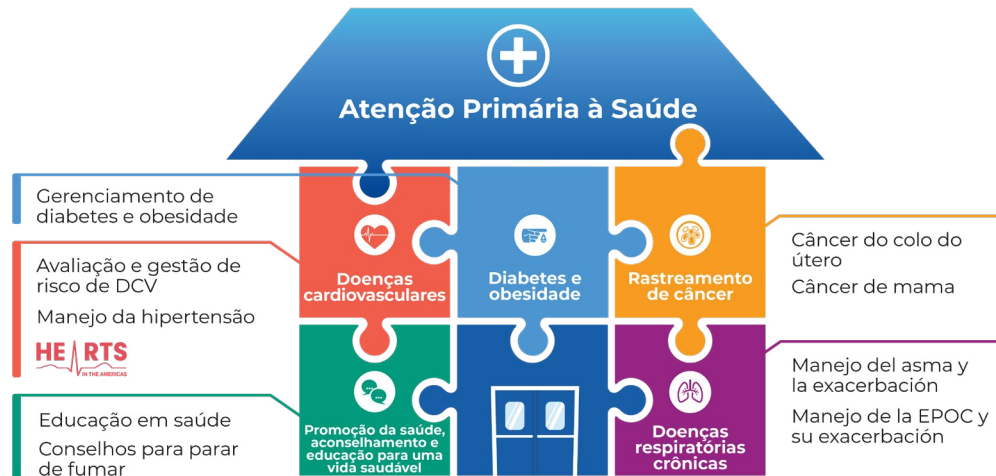 Atenção Primária à Saúde
Gerenciamento de
diabetes e obesidade
Avaliação e gestão de
risco de DCV
Manejo da hipertensão
HEARTS
IN THE AMERICAS
Educação em saúde
Conselhos para parar
de fumar
Doenças
cardiovasculares
Diabetes e
obesidade
Rastreamento
de câncer
Promoção da saúde,
aconselhamento e
educação para uma
vida saudável
Doenças
respiratórias
crônicas
Câncer do colo do
útero
Câncer de mama
Manejo del asma y
la exacerbación
Manejo de la EPOC y
su exacerbación